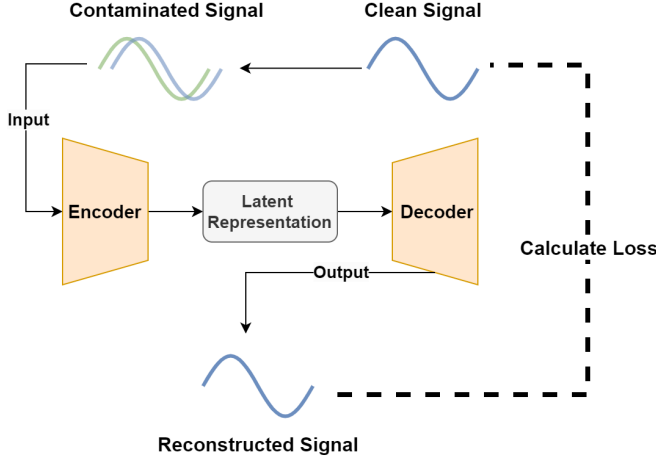 Contaminated Signal
Clean Signal
Input
Encoder
Latent
Representation
Decoder
Calculate Loss
Output
Reconstructed Signal